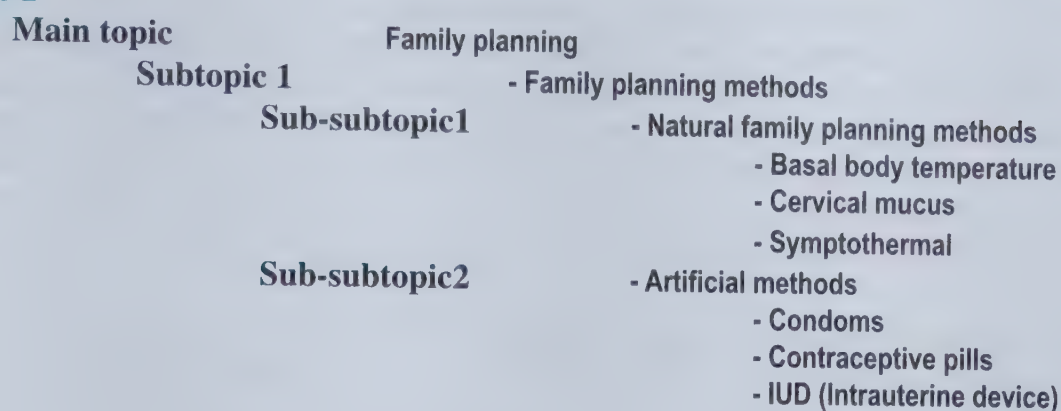 Main topic Family planning
Subtopic 1 - Family planning methods
Sub-subtopic1 - Natural family planning methods
- Basal body temperature
- Cervical mucus
- Symptothermal
Sub-subtopic2 - Artificial methods
- Condoms
- Contraceptive pills
- IUD (Intrauterine device)